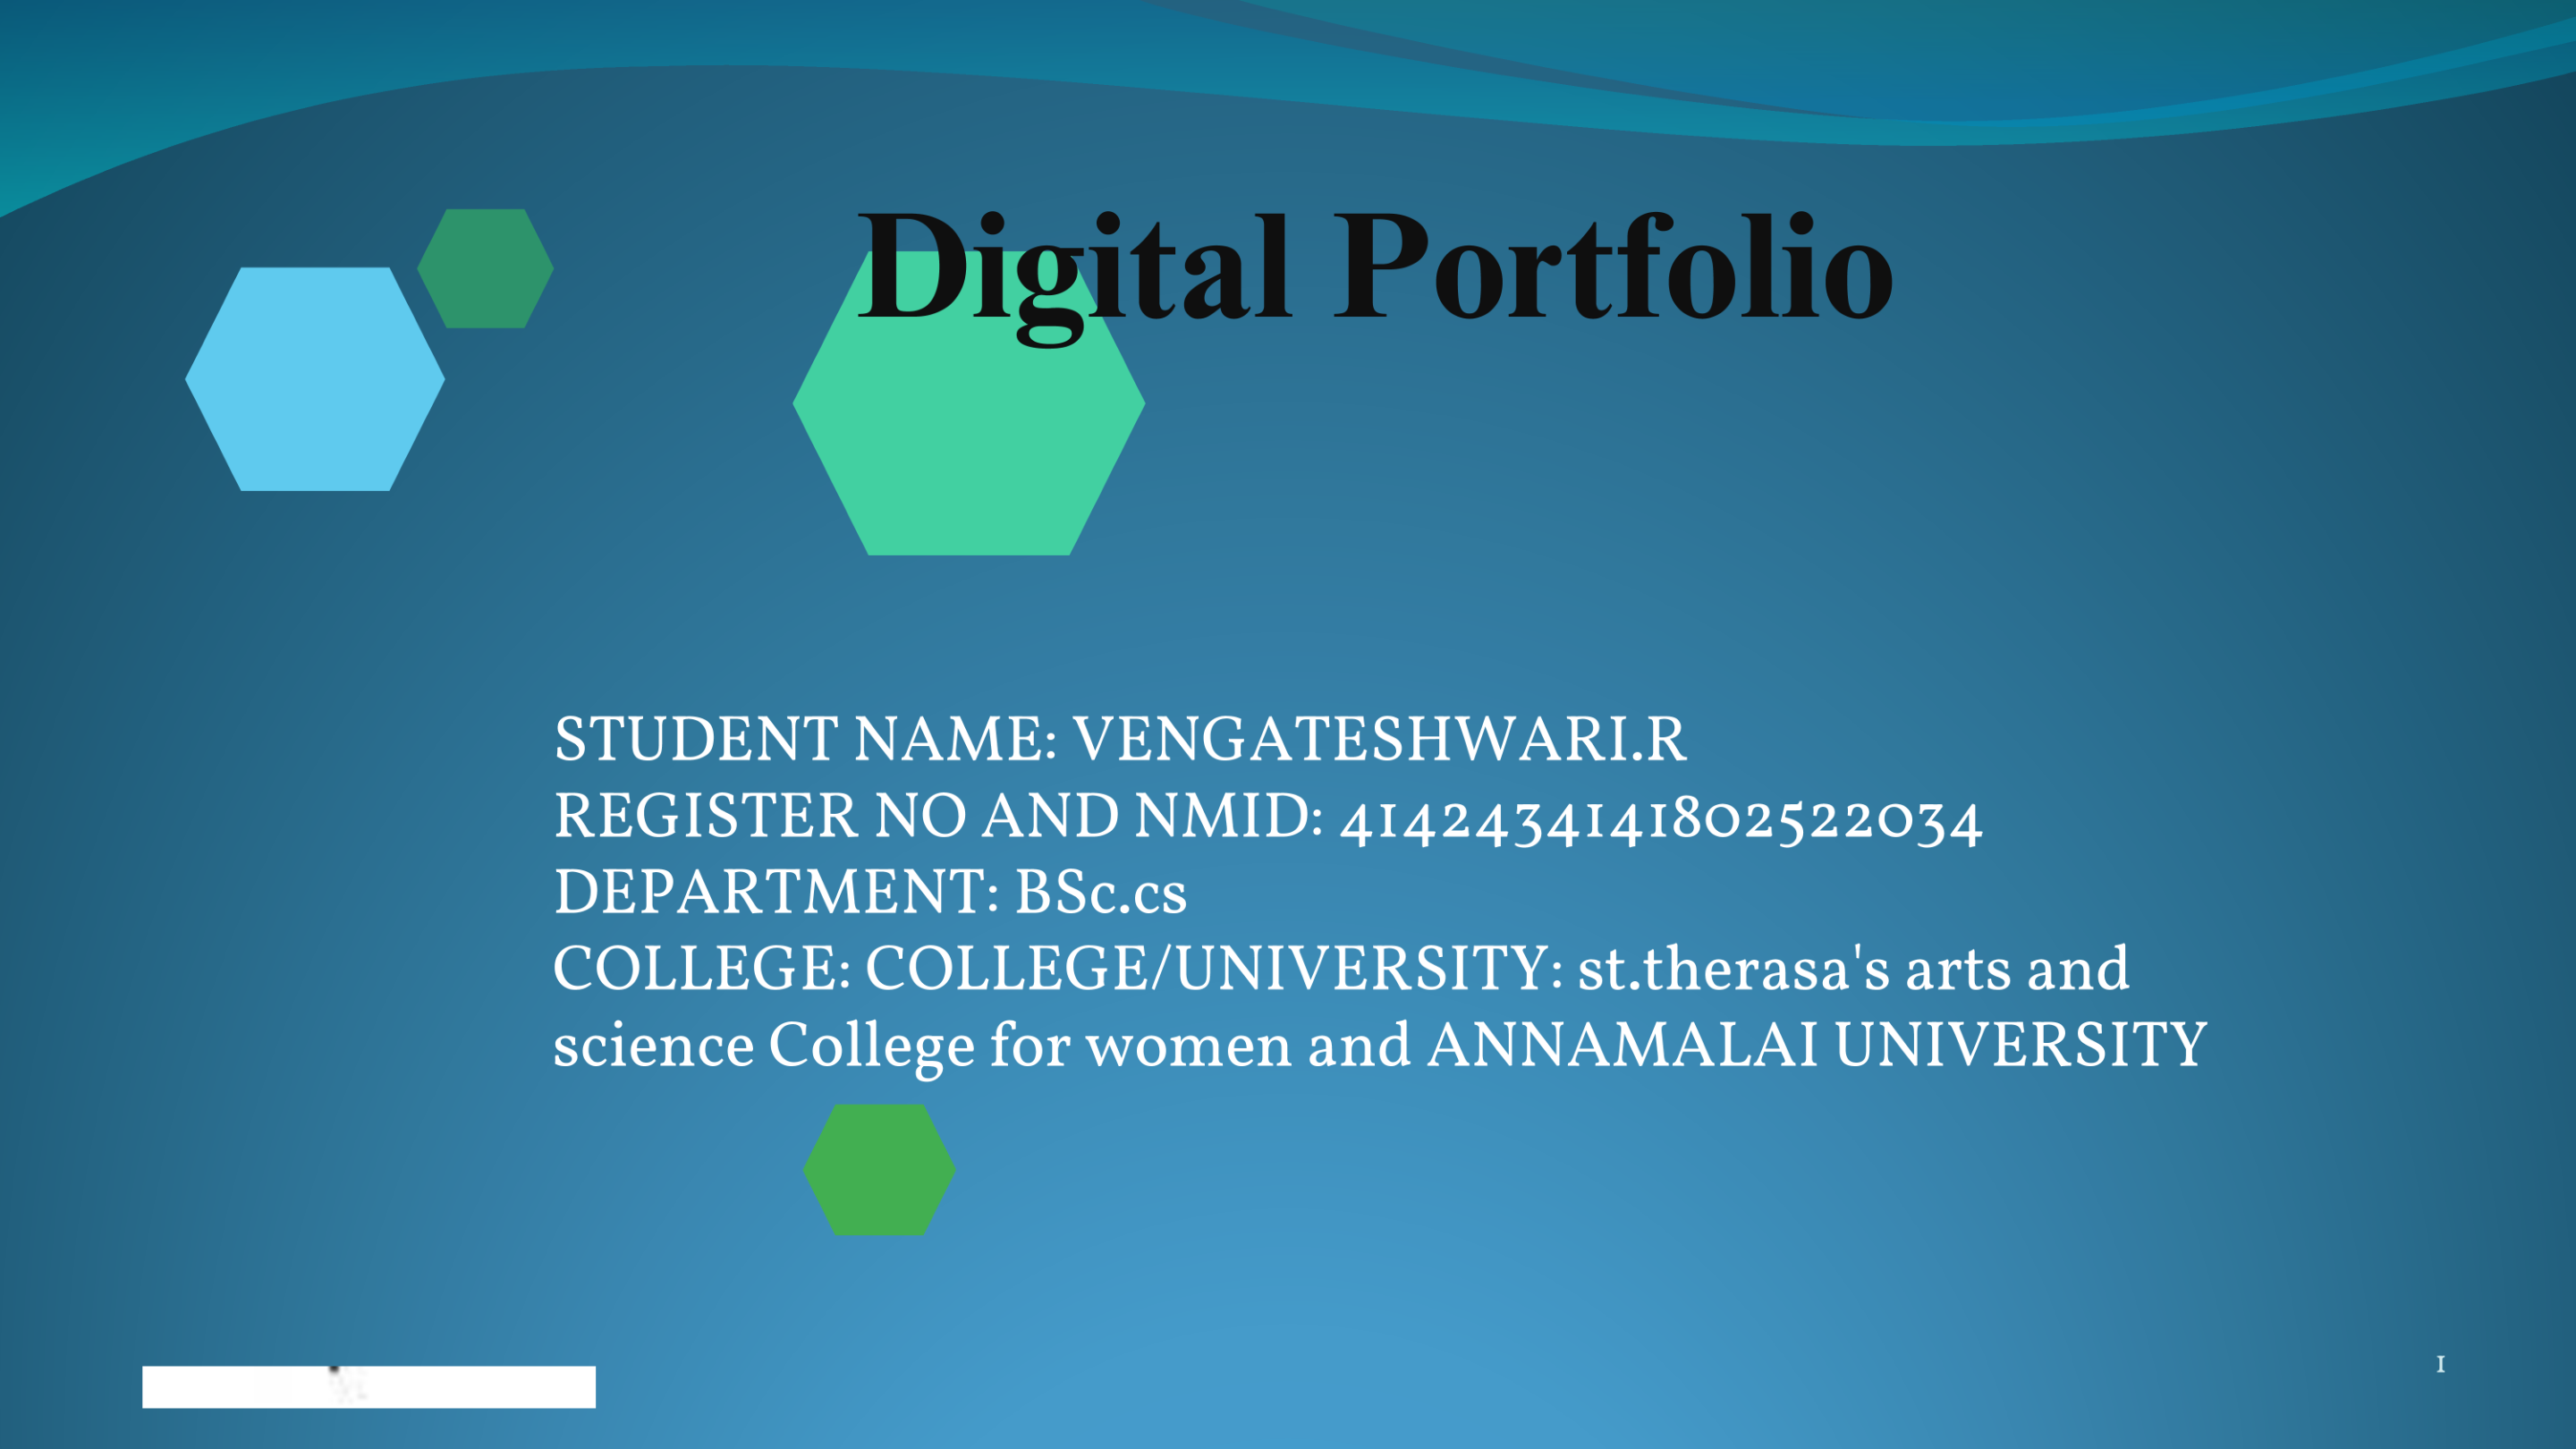 Digital Portfolio
STUDENT NAME: VENGATESHWARI.R
REGISTER NO AND NMID: 4142434141802522034
DEPARTMENT: BSc.cs
COLLEGE: COLLEGE/UNIVERSITY: st.therasa's arts and
science College for women and ANNAMALAI UNIVERSITY
1